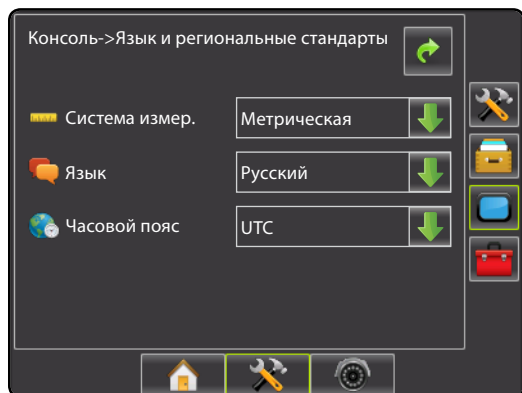 Консоль->Язык и региональные стандарты
Система измер.
Метрическая
Язык
Русский
Часовой пояс
UTC